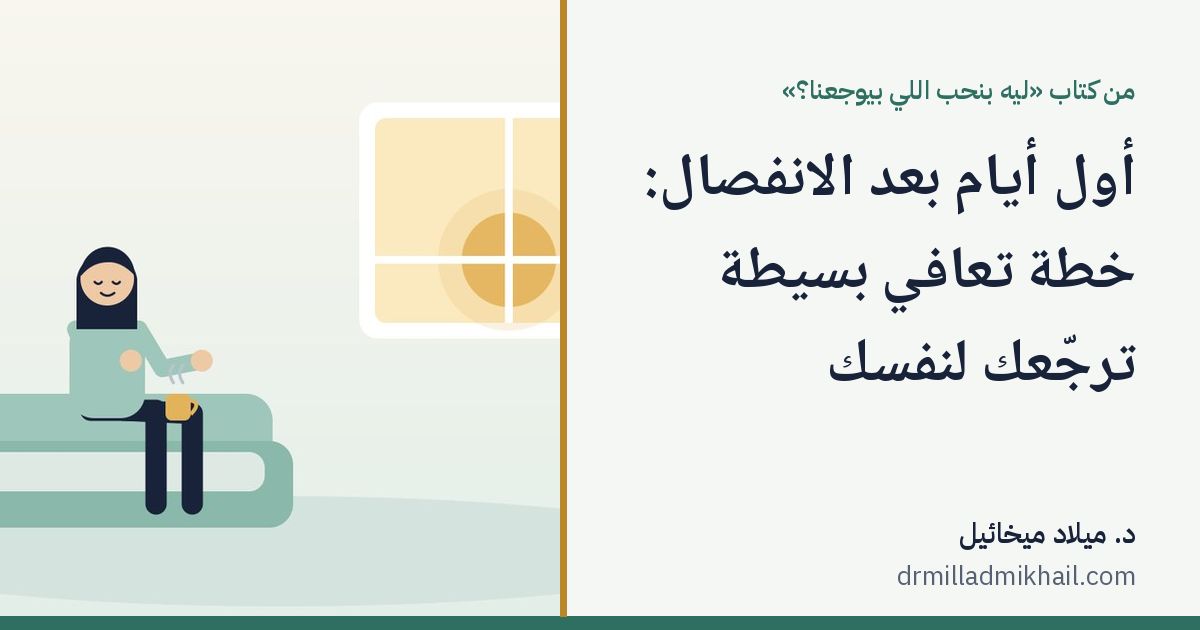 من كتاب «ليه بنحب اللي بيوجعنا؟»
أول أيام بعد الانفصال:
خطة تعافي بسيطة
ترجّعك لنفسك
د. ميلاد ميخائيل
drmilladmikhail.com